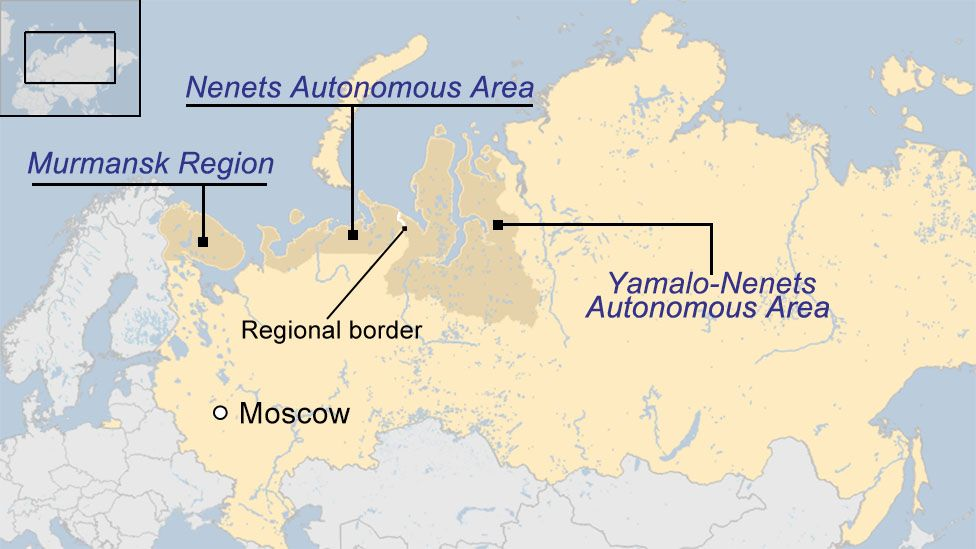 Nenets Autonomous Area
Murmansk Region
Yamalo-Nenets
Autonomous Area
Regional border
Moscow